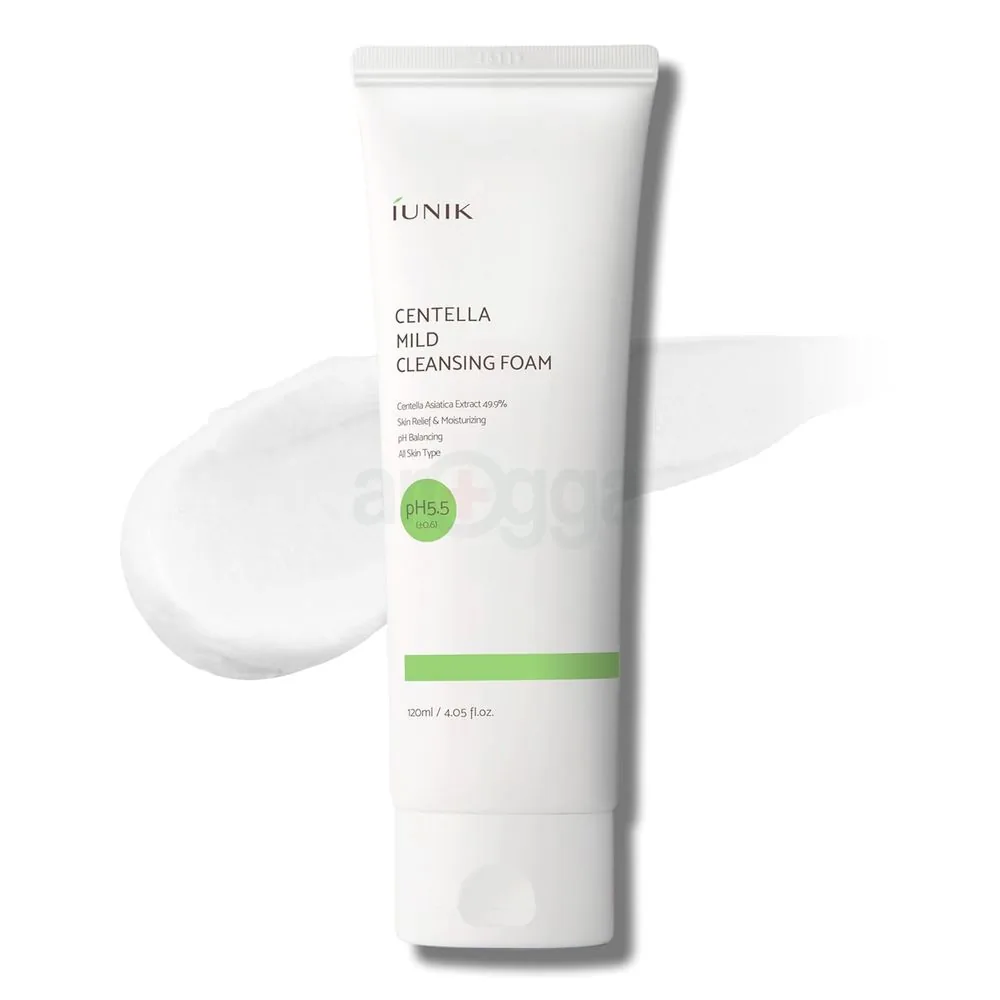 iUNIK
CENTELLA
MILD
CLEANSING FOAM
Centella Asiatica Extract 49.9%
Skin Relief & Moisturizing
pH Balancing
All Skin Type
arogga
pH5.5
(±0.6)
120ml / 4.05 fl.oz.